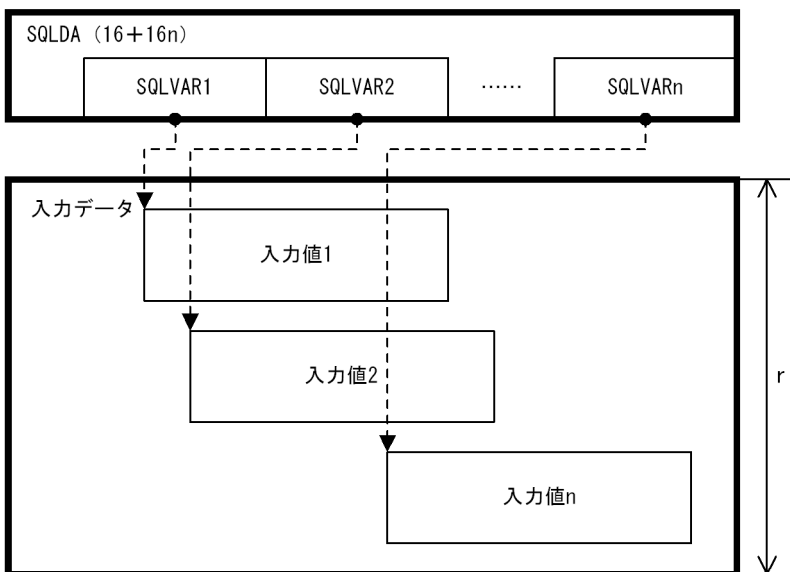 SQLDA（16＋16n）
SQLVAR1
SQLVAR2
……
SQLVARn
入力データ
入力値1
入力値2
r
入力値n